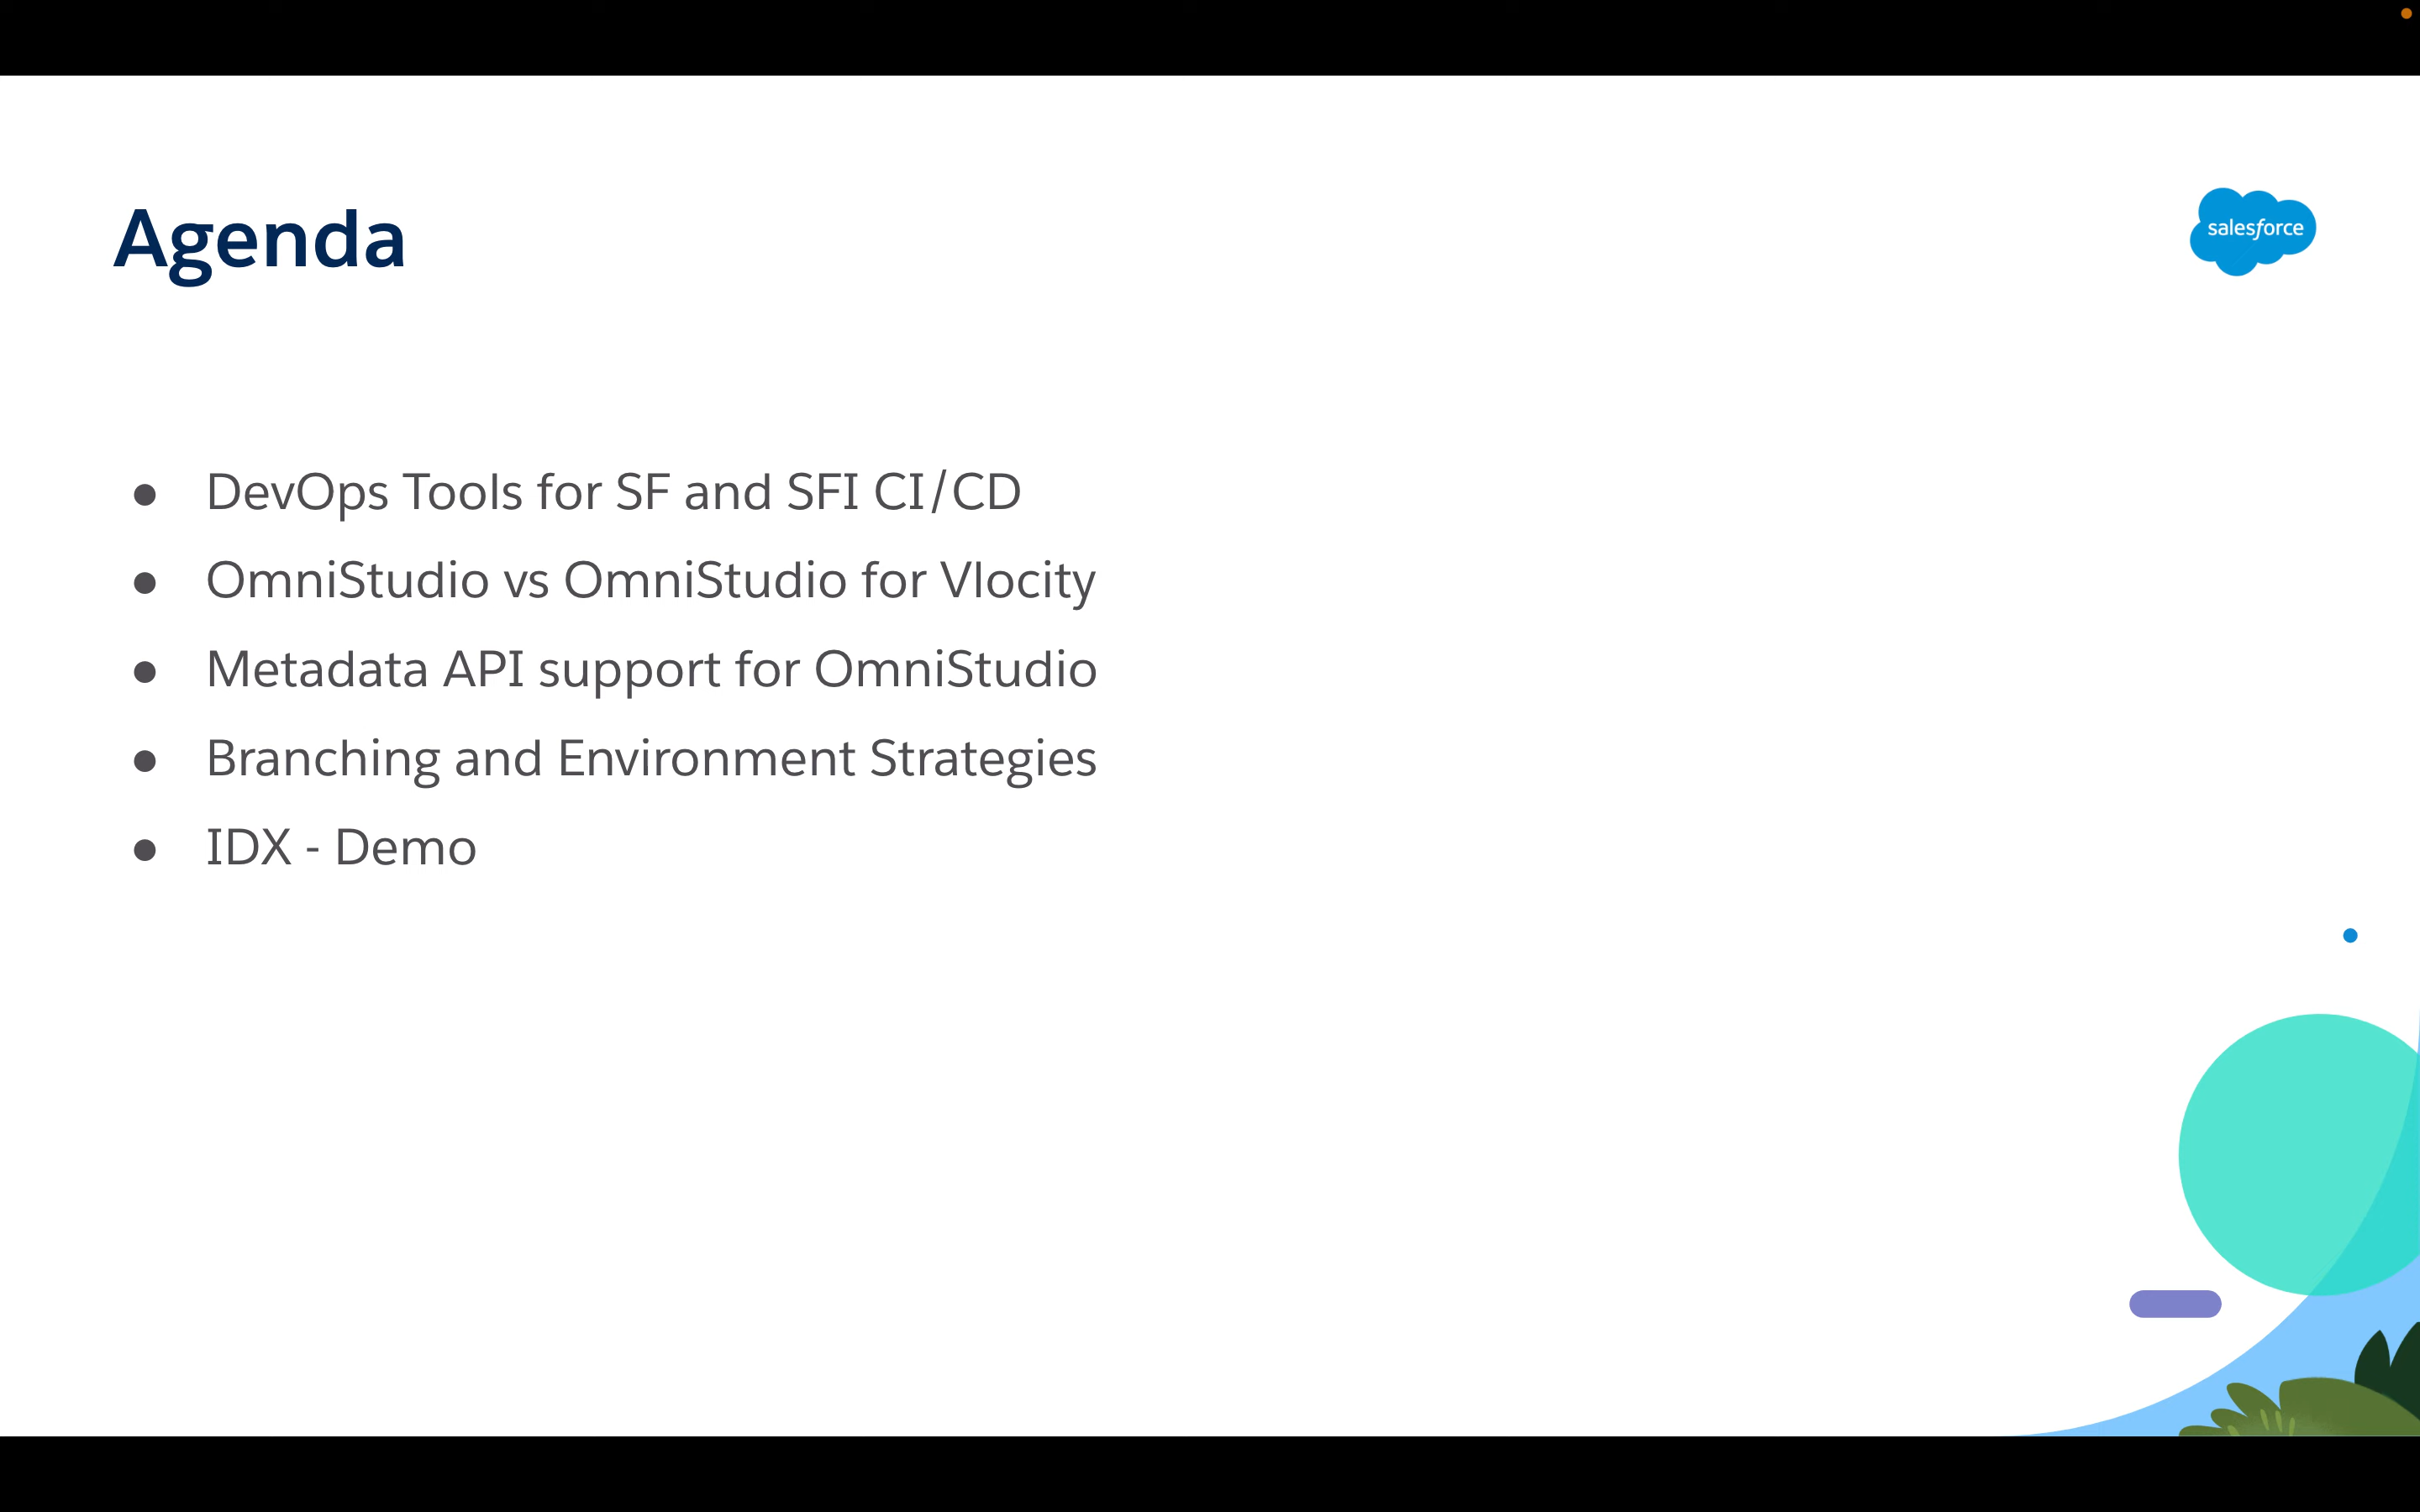 Agenda
salesforce
DevOps Tools for SF and SFI CI/CD
OmniStudio vs OmniStudio for Vlocity
Metadata API support for OmniStudio
Branching and Environment Strategies
IDX - Demo